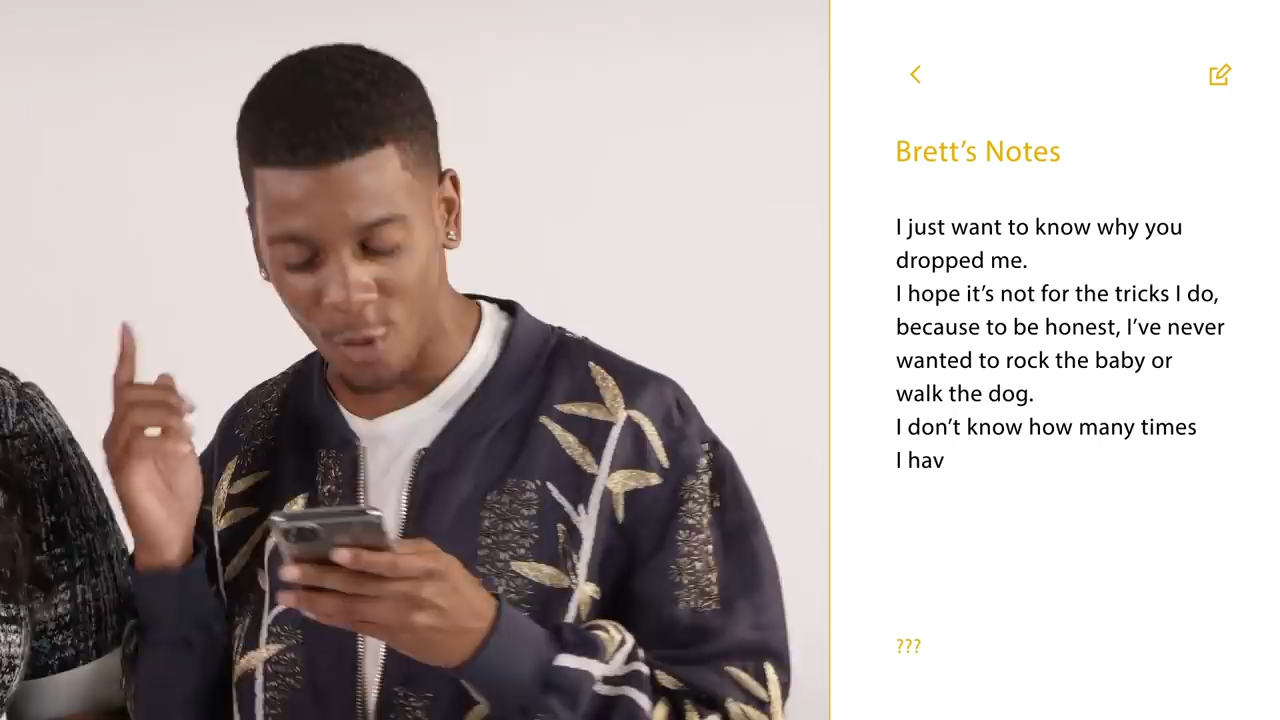 Brett’s Notes
I just want to know why you
dropped me.
I hope it’s not for the tricks I do,
because to be honest, I’ve never
wanted to rock the baby or
walk the dog.
I don’t know how many times
I hav
???